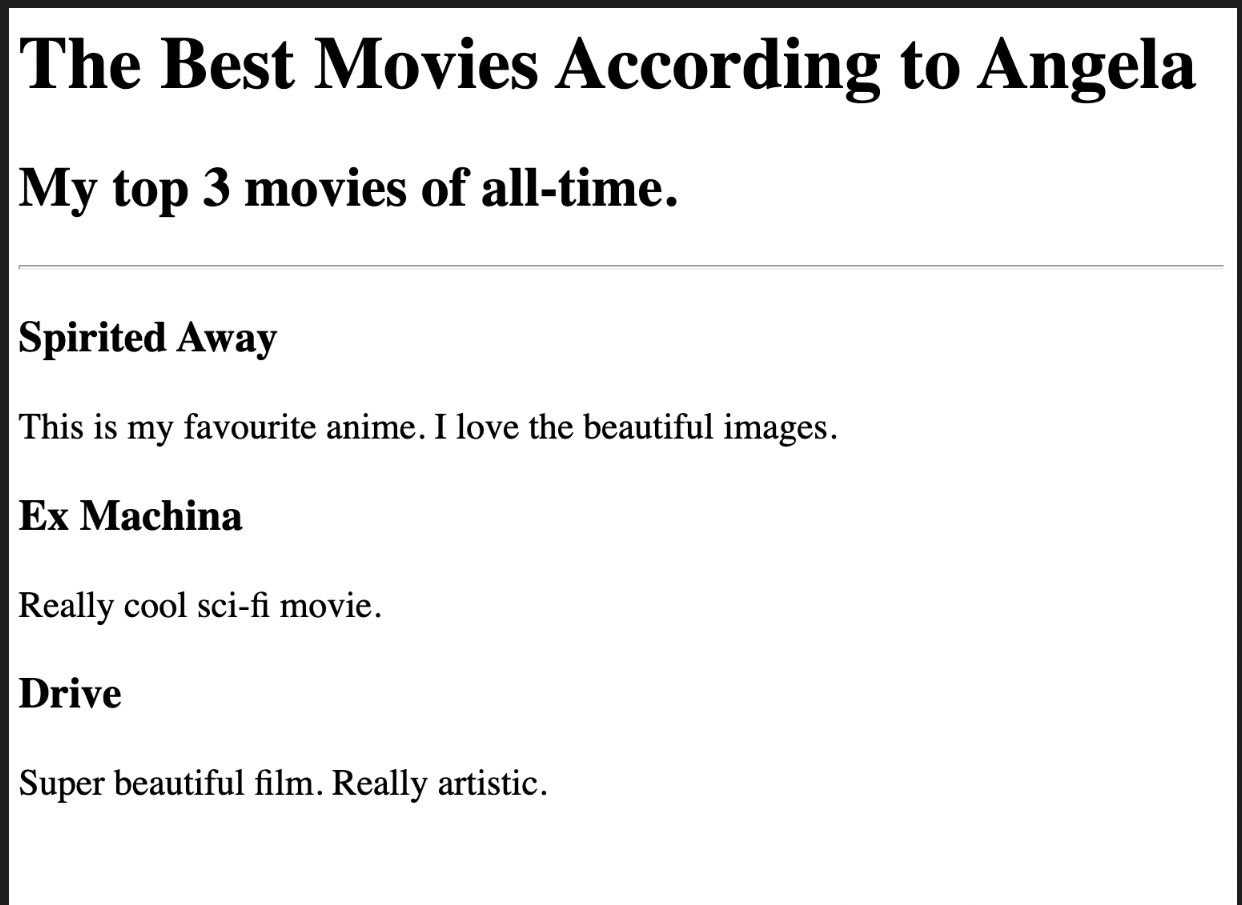 The Best Movies According to Angela
My top 3 movies of all-time.
Spirited Away
This is my favourite anime. I love the beautiful images.
Ex Machina
Really cool sci-fi movie.
Drive
Super beautiful film. Really artistic.